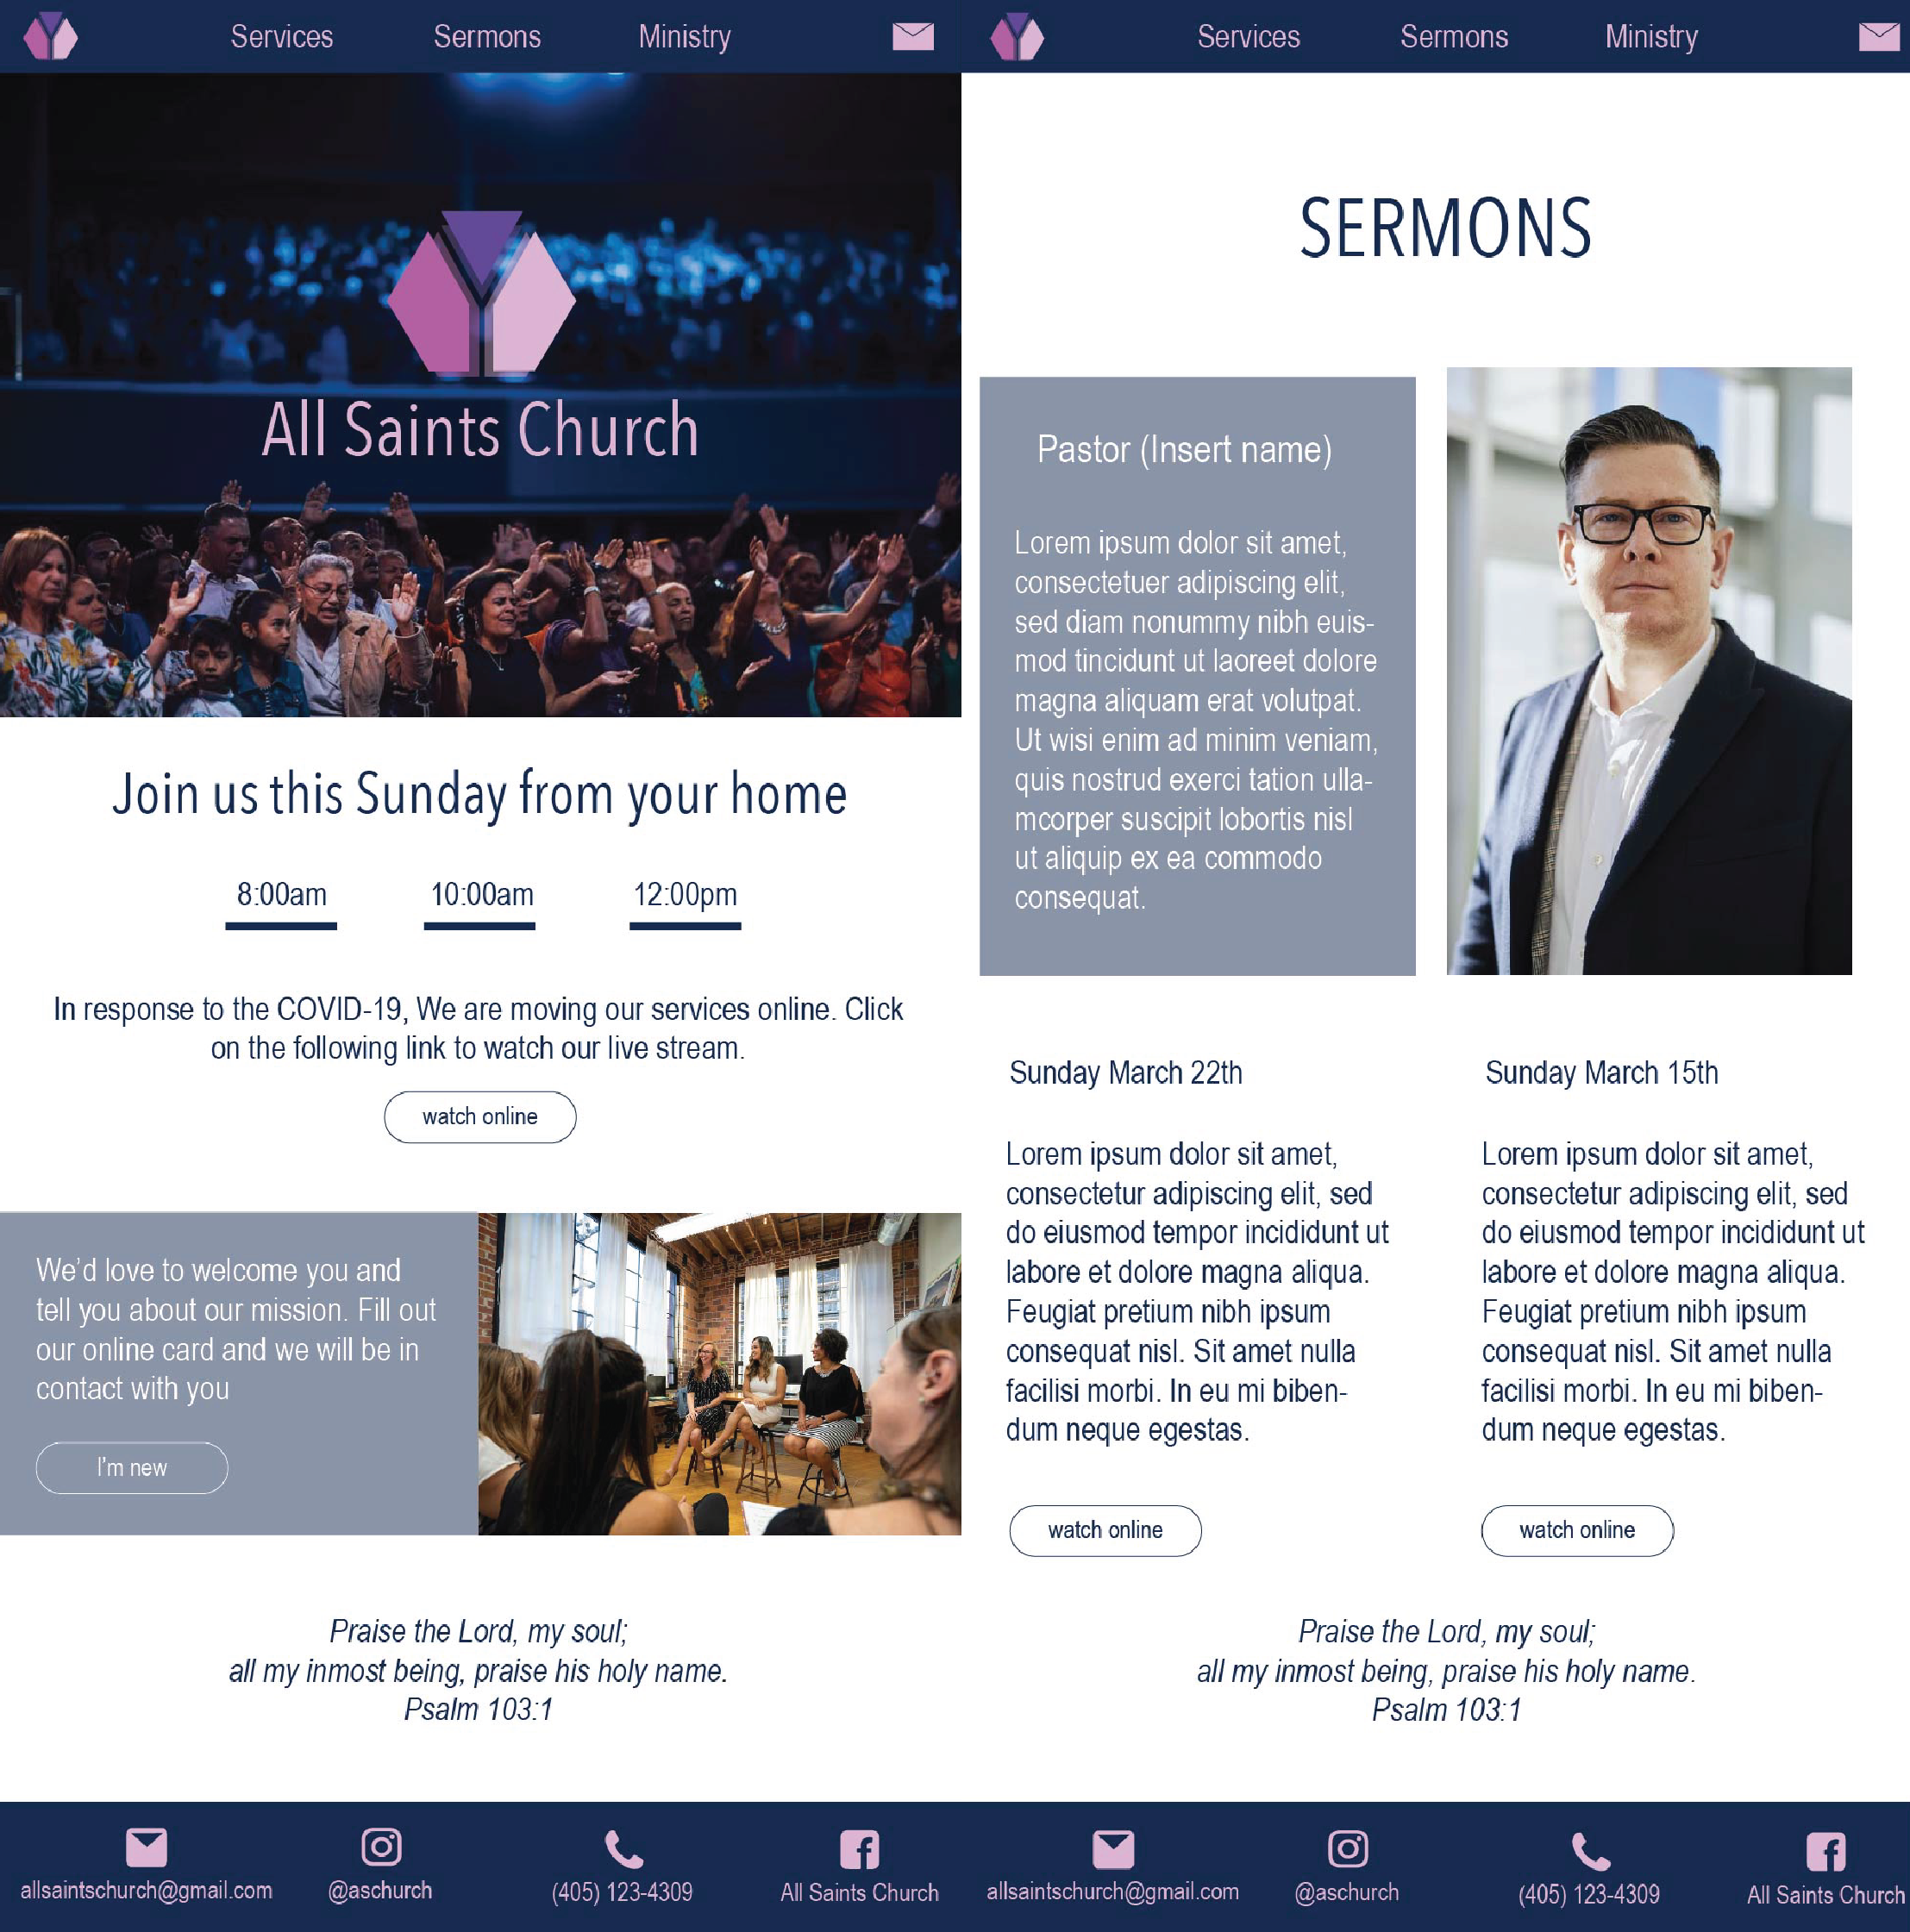 Services Sermons Ministry
All Saints Church
Join us this Sunday from your home
8:00am 10:00am 12:00pm
In response to the COVID-19, We are moving our services online. Click
on the following link to watch our live stream.
watch online
We'd love to welcome you and
tell you about our mission. Fill out
our online card and we will be in
contact with you
I'm new
Praise the Lord, my soul;
all my inmost being, praise his holy name.
Psalm 103:1
allsaintschurch@gmail.com @aschurch (405) 123-4309 All Saints Church
Services Sermons Ministry
SERMONS
Pastor (Insert name)
Lorem ipsum dolor sit amet,
consectetuer adipiscing elit,
sed diam nonummy nibh euis-
mod tincidunt ut laoreet dolore
magna aliquam erat volutpat.
Ut wisi enim ad minim veniam,
quis nostrud exerci tation ulla-
mcorper suscipit lobortis nisl
ut aliquip ex ea commodo
consequat.
Sunday March 22th
Lorem ipsum dolor sit amet,
consectetur adipiscing elit, sed
do eiusmod tempor incididunt ut
labore et dolore magna aliqua.
Feugiat pretium nibh ipsum
consequat nisl. Sit amet nulla
facilisi morbi. In eu mi biben-
dum neque egestas.
watch online
Sunday March 15th
Lorem ipsum dolor sit amet,
consectetur adipiscing elit, sed
do eiusmod tempor incididunt ut
labore et dolore magna aliqua.
Feugiat pretium nibh ipsum
consequat nisl. Sit amet nulla
facilisi morbi. In eu mi biben-
dum neque egestas.
watch online
Praise the Lord, my soul;
all my inmost being, praise his holy name.
Psalm 103:1
allsaintschurch@gmail.com @aschurch (405) 123-4309 All Saints Church